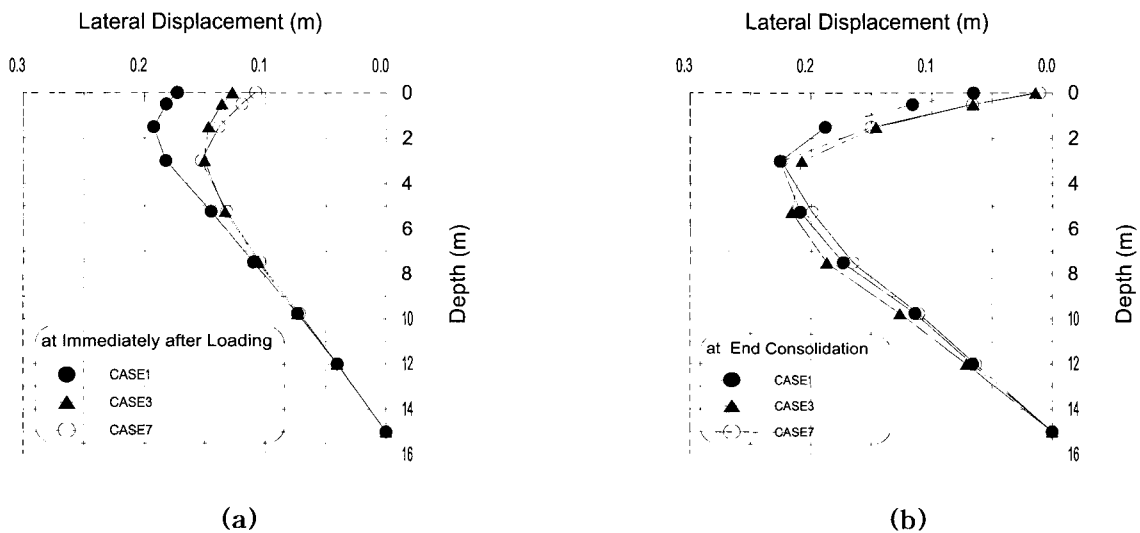 Lateral Displacement (m)
0.3 0.2 0.1 0.0
0
2
4
6
8
10
12
14
16
Depth (m)
at Immediately after Loading
CASE1
CASE3
CASE7
(a)
Lateral Displacement (m)
0.3 0.2 0.1 0.0
0
2
4
6
8
10
12
14
16
Depth (m)
at End Consolidation
CASE1
CASE3
CASE7
(b)